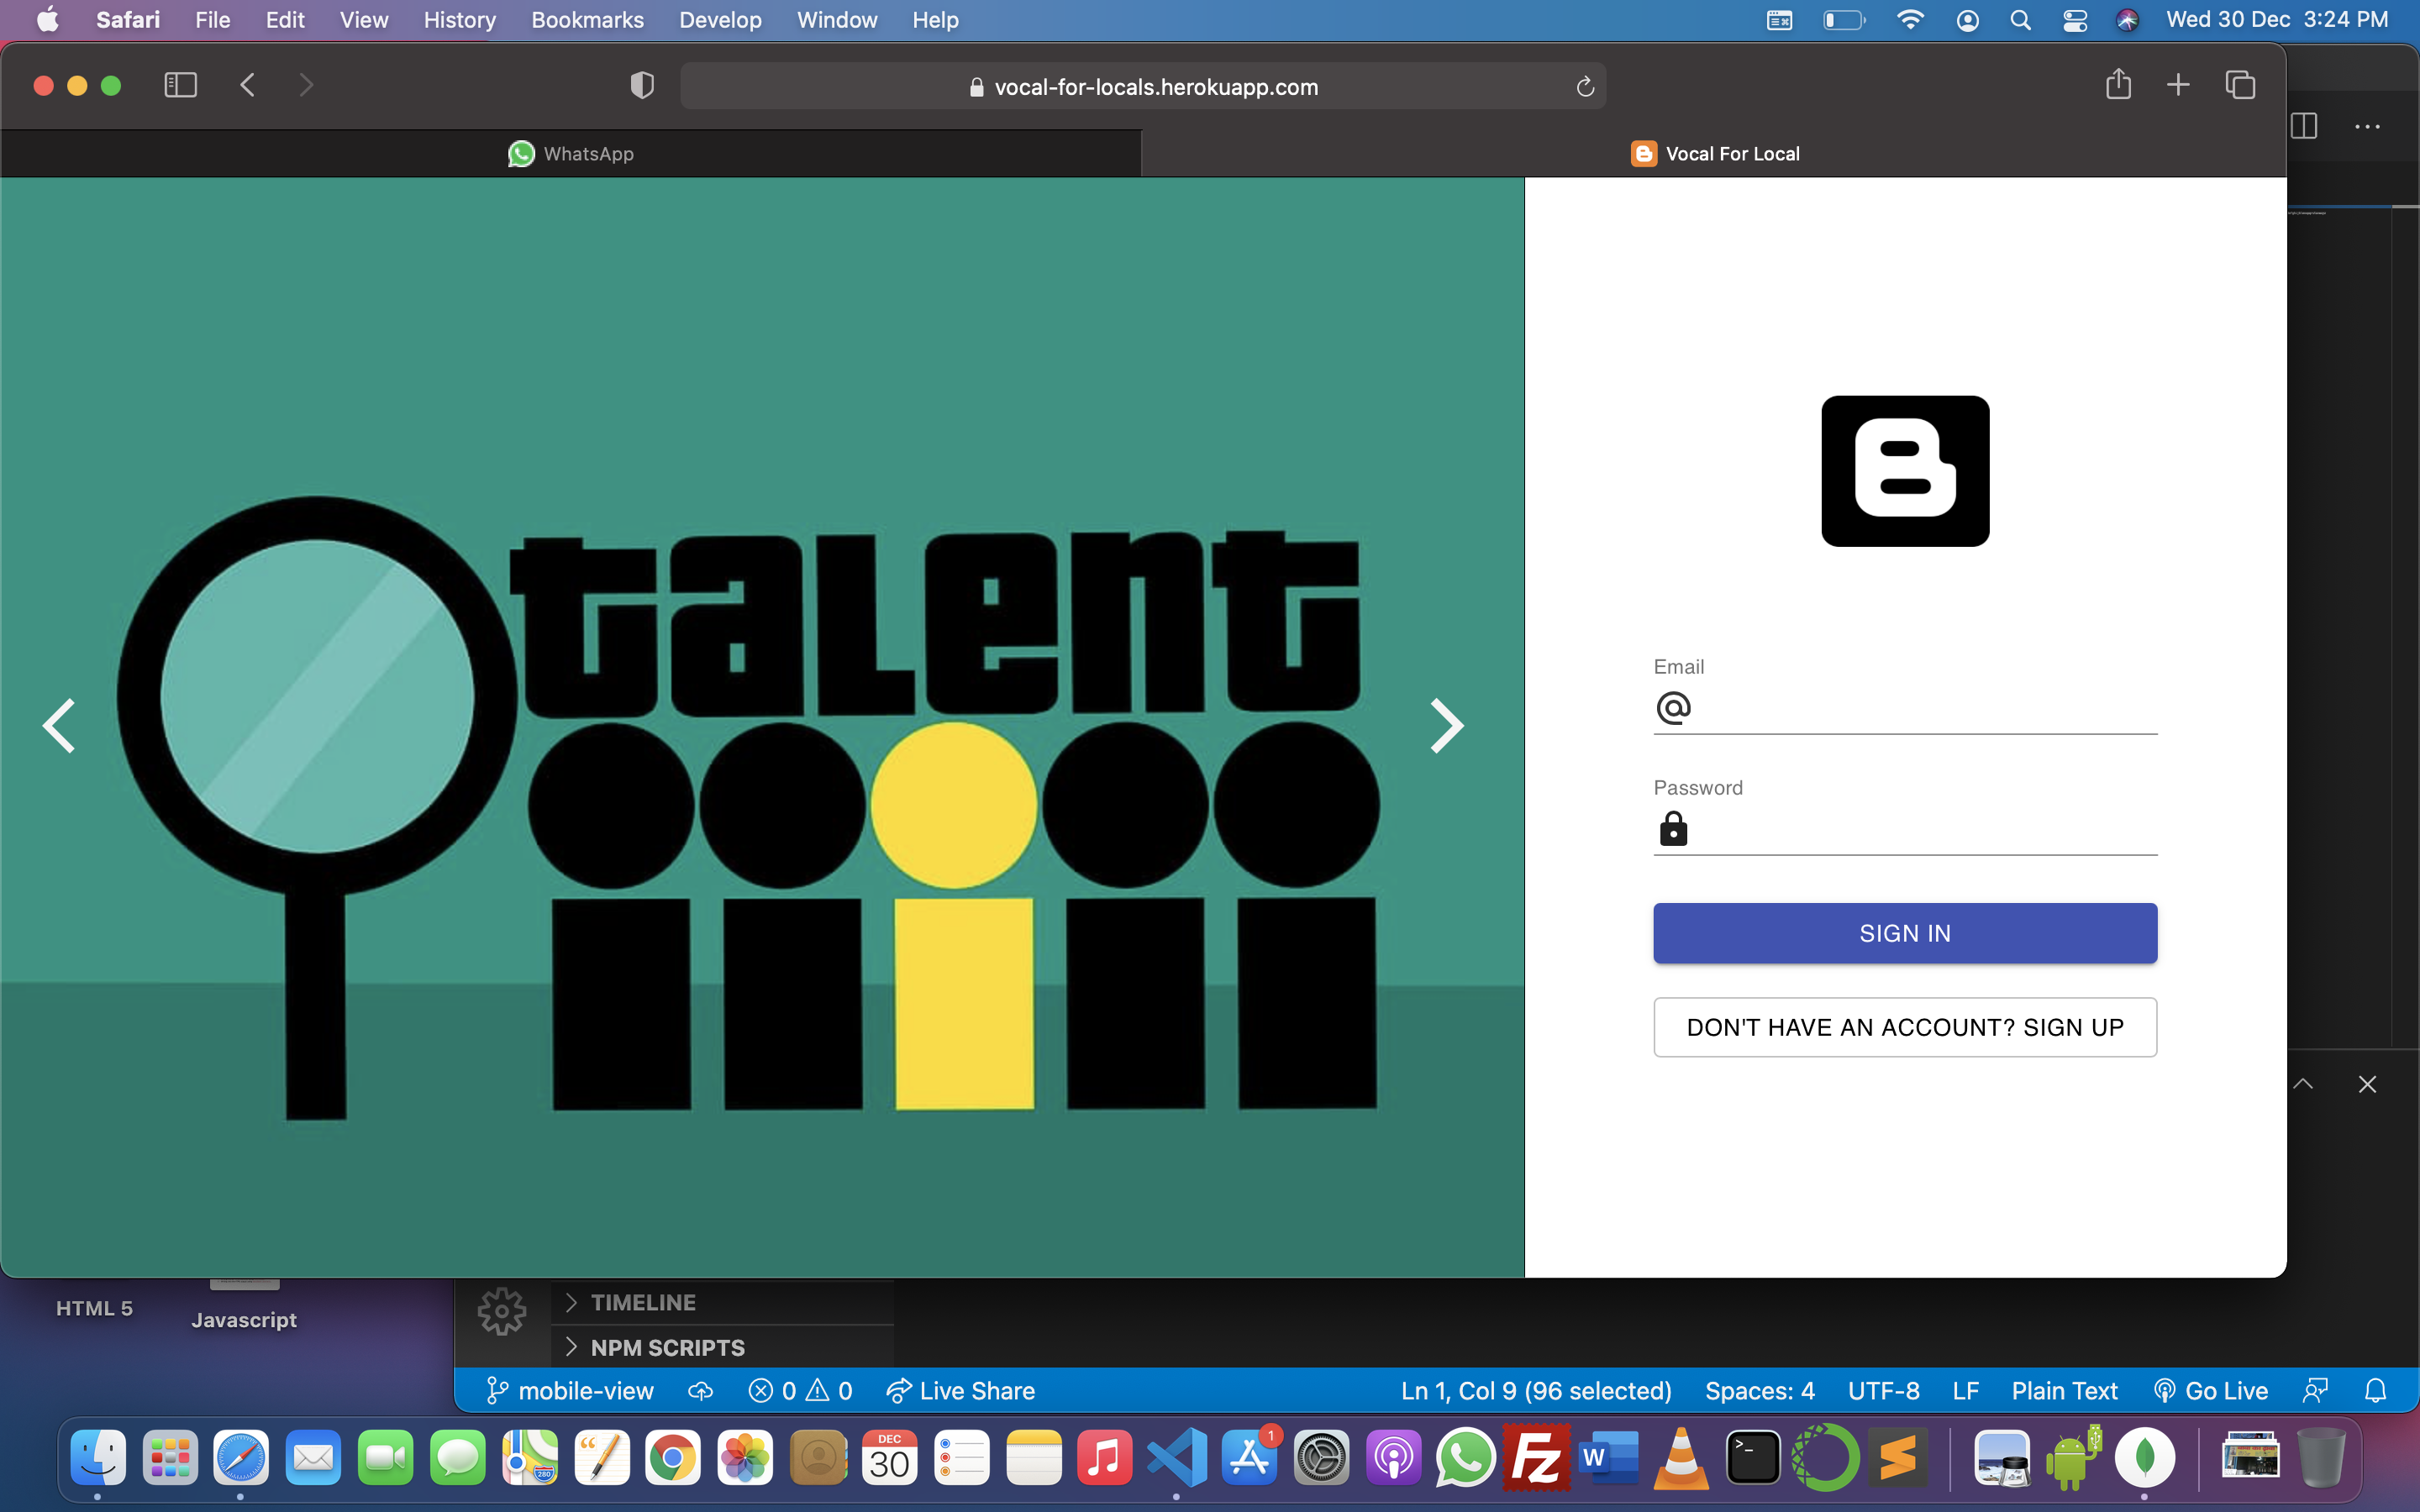 Safari File Edit View History Bookmarks Develop Window Help Wed 30 Dec 3:24 PM
vocal-for-locals.herokuapp.com
WhatsApp
Vocal For Local
talent
Email
Password
SIGN IN
DON'T HAVE AN ACCOUNT? SIGN UP
HTML 5
Javascript
TIMELINE
NPM SCRIPTS
mobile-view 0 0 Live Share Ln 1, Col 9 (96 selected) Spaces: 4 UTF-8 LF Plain Text Go Live
280
DEC
30
1
Fz
W
>_